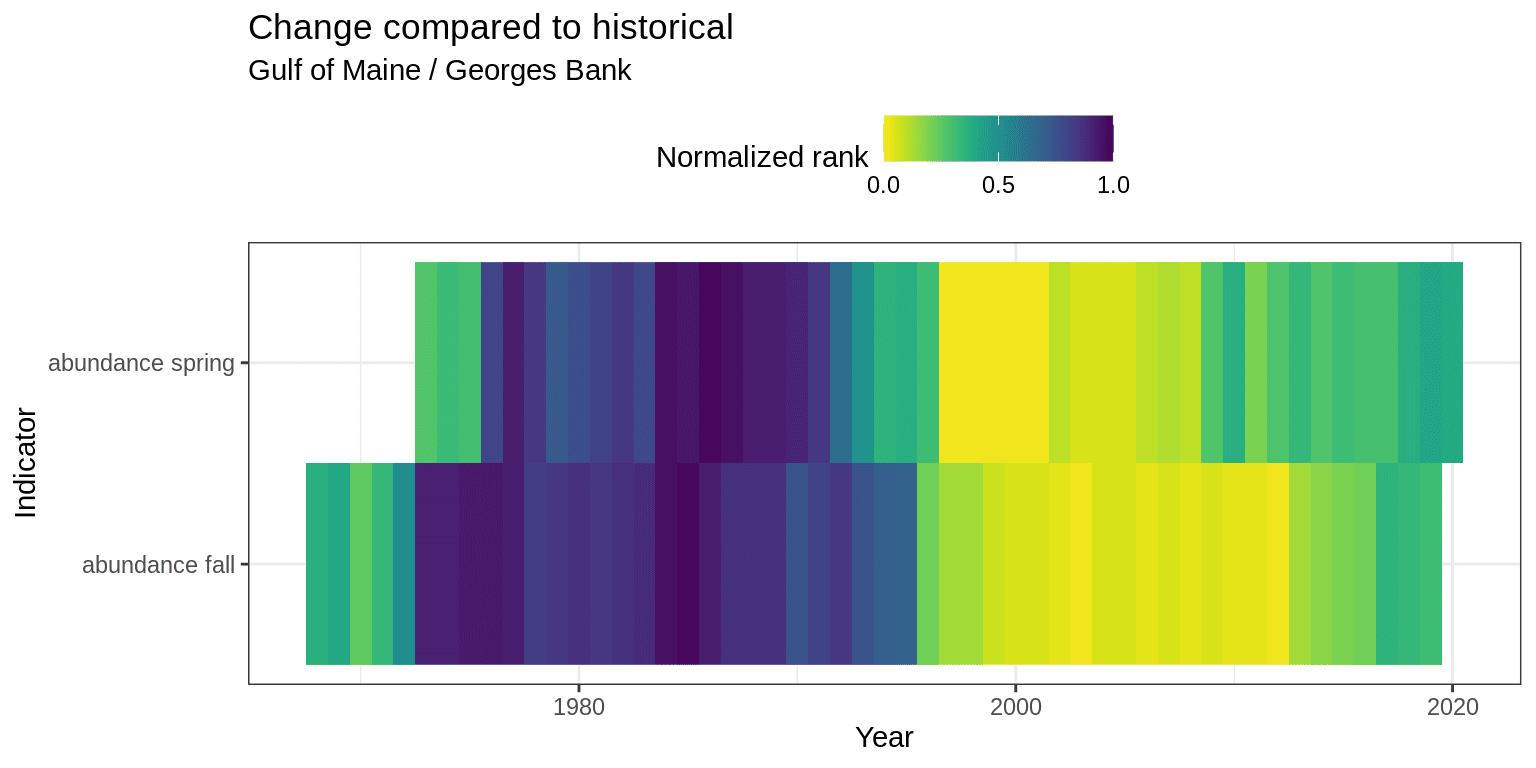 Change compared to historical
Gulf of Maine / Georges Bank
Normalized rank
0.0 0.5 1.0
abundance spring
abundance fall
Indicator
1980 2000 2020
Year